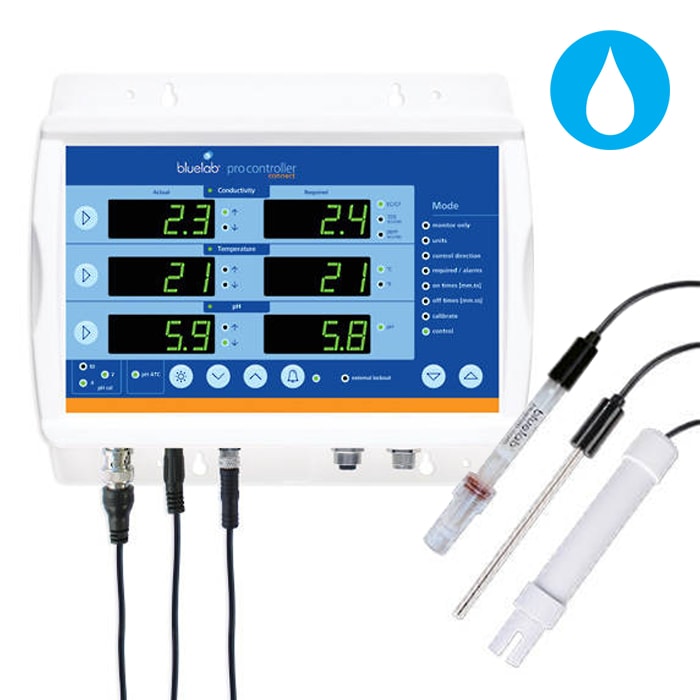 bluelab® pro controller
connect
Actual Conductivity Required
Mode
2.3 2.4
EC/CF
monitor only
units
Temperature
control direction
21 21
°C
°F
required / alarms
on times [mm.ss]
off times [mm.ss]
pH
calibrate
5.9 5.8
pH
control
10
7
4
pH cal
pH ATC
external lockout
bluelab